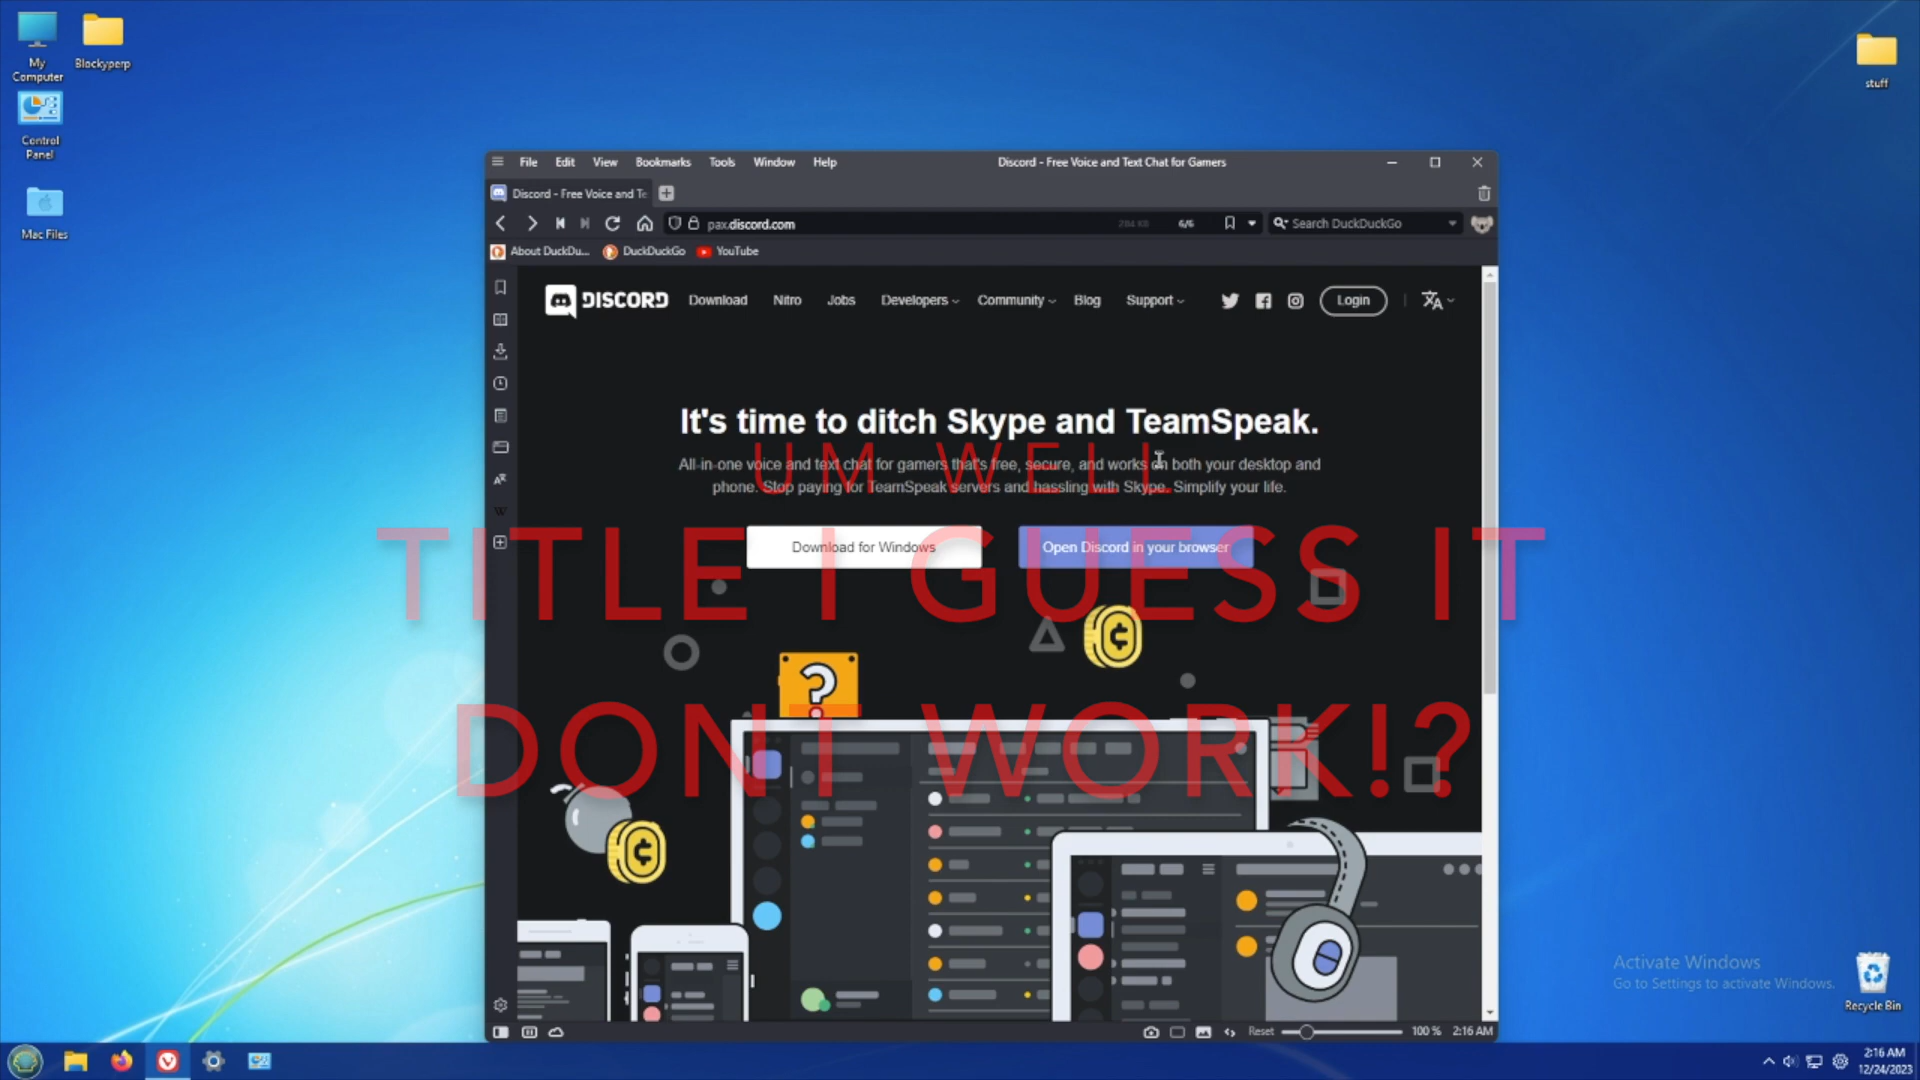 My
Computer
Blockyperp
Control
Panel
Mac Files
stuff
File Edit View Bookmarks Tools Window Help
Discord - Free Voice and Text Chat for Gamers
Discord - Free Voice and Te
pax.discord.com
284 KB
6/6
Search DuckDuckGo
About DuckDu...
DuckDuckGo
YouTube
DISCORD
Download Nitro Jobs Developers Community Blog Support
Login
It's time to ditch Skype and TeamSpeak.
All-in-one voice and text chat for gamers that's free, secure, and works on both your desktop and
phone. Stop paying for TeamSpeak servers and hassling with Skype. Simplify your life.
UM WELL
Download for Windows
Open Discord in your browser
TITLE I GUESS IT
DONT WORK!?
Activate Windows
Go to Settings to activate Windows.
Recycle Bin
Reset
100 %
2:16 AM
2:16 AM
12/24/2023